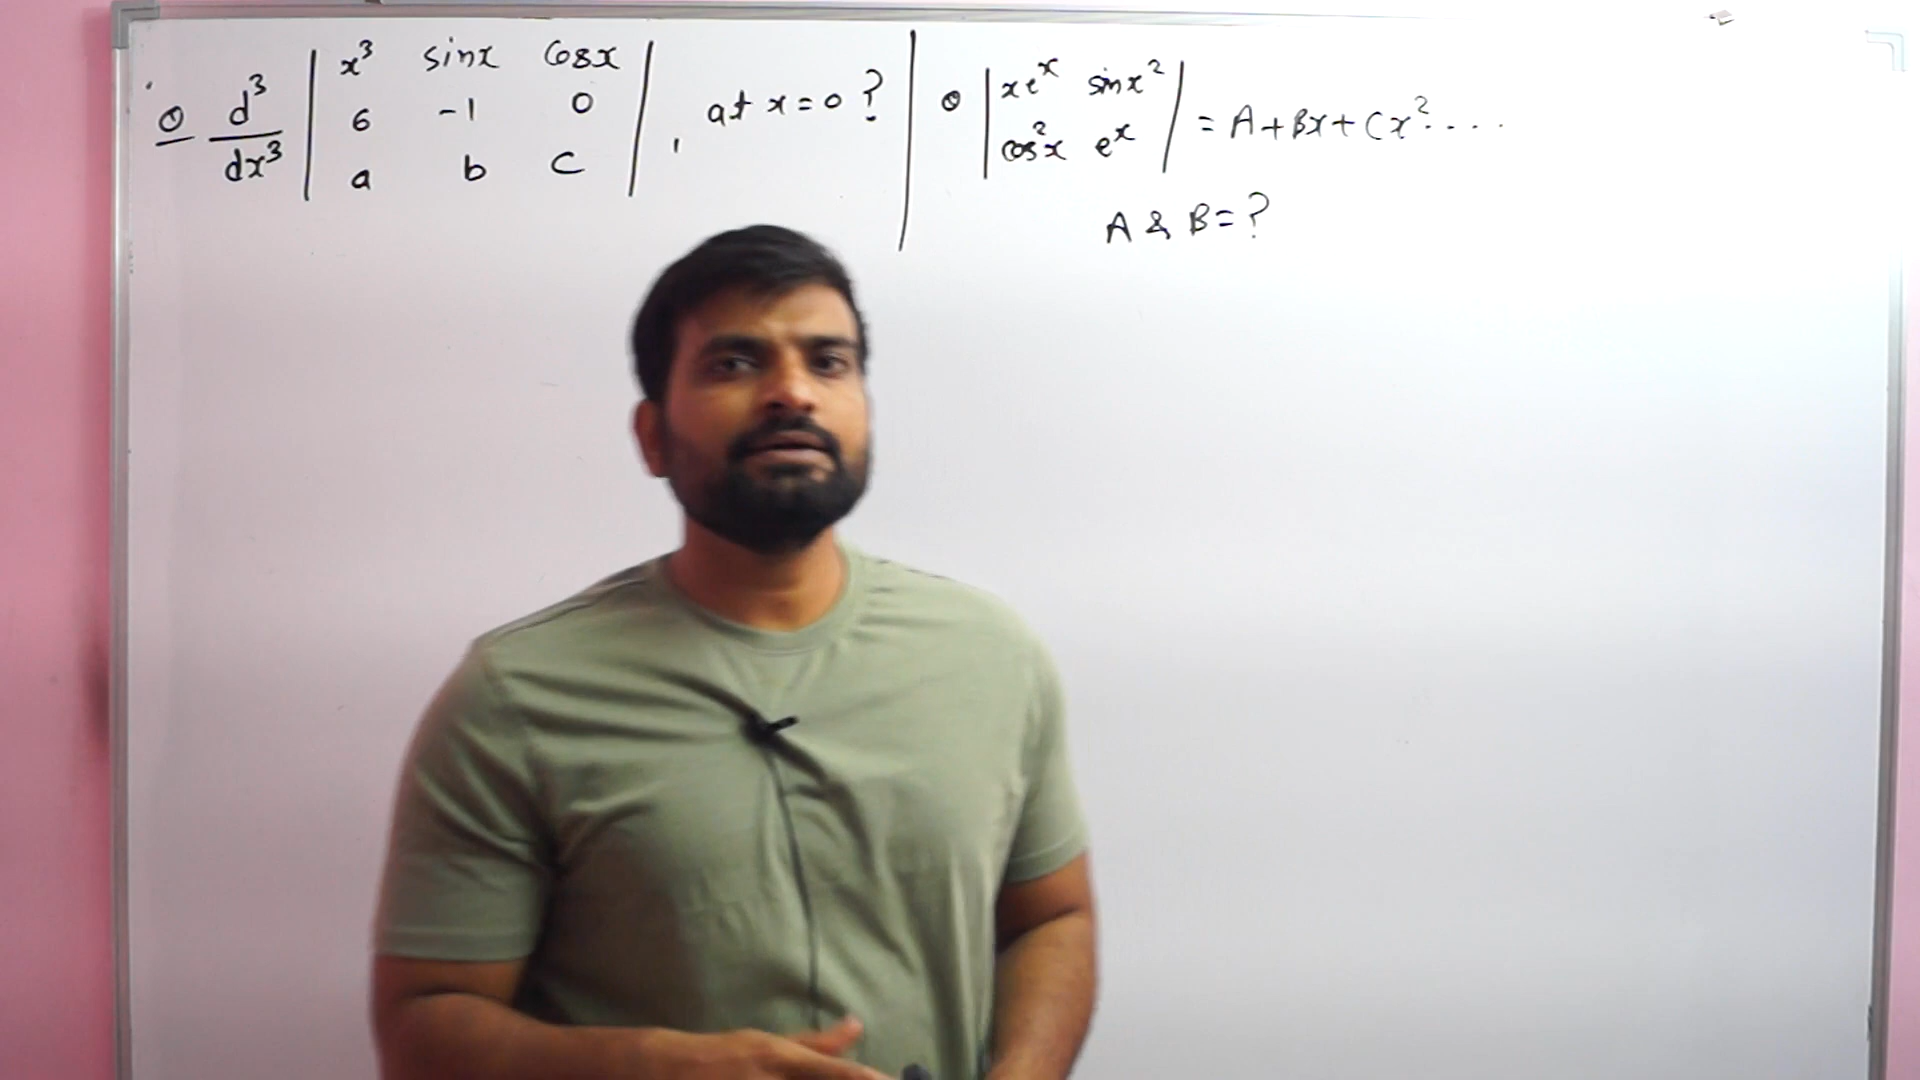 d³/dx³ | x³ sinx Cosx |
| 6 -1 0 | , at x = 0 ?
| a b c |
| xeˣ sinx² |
| cos²x eˣ | = A + Bx + Cx² . . . .
A & B = ?